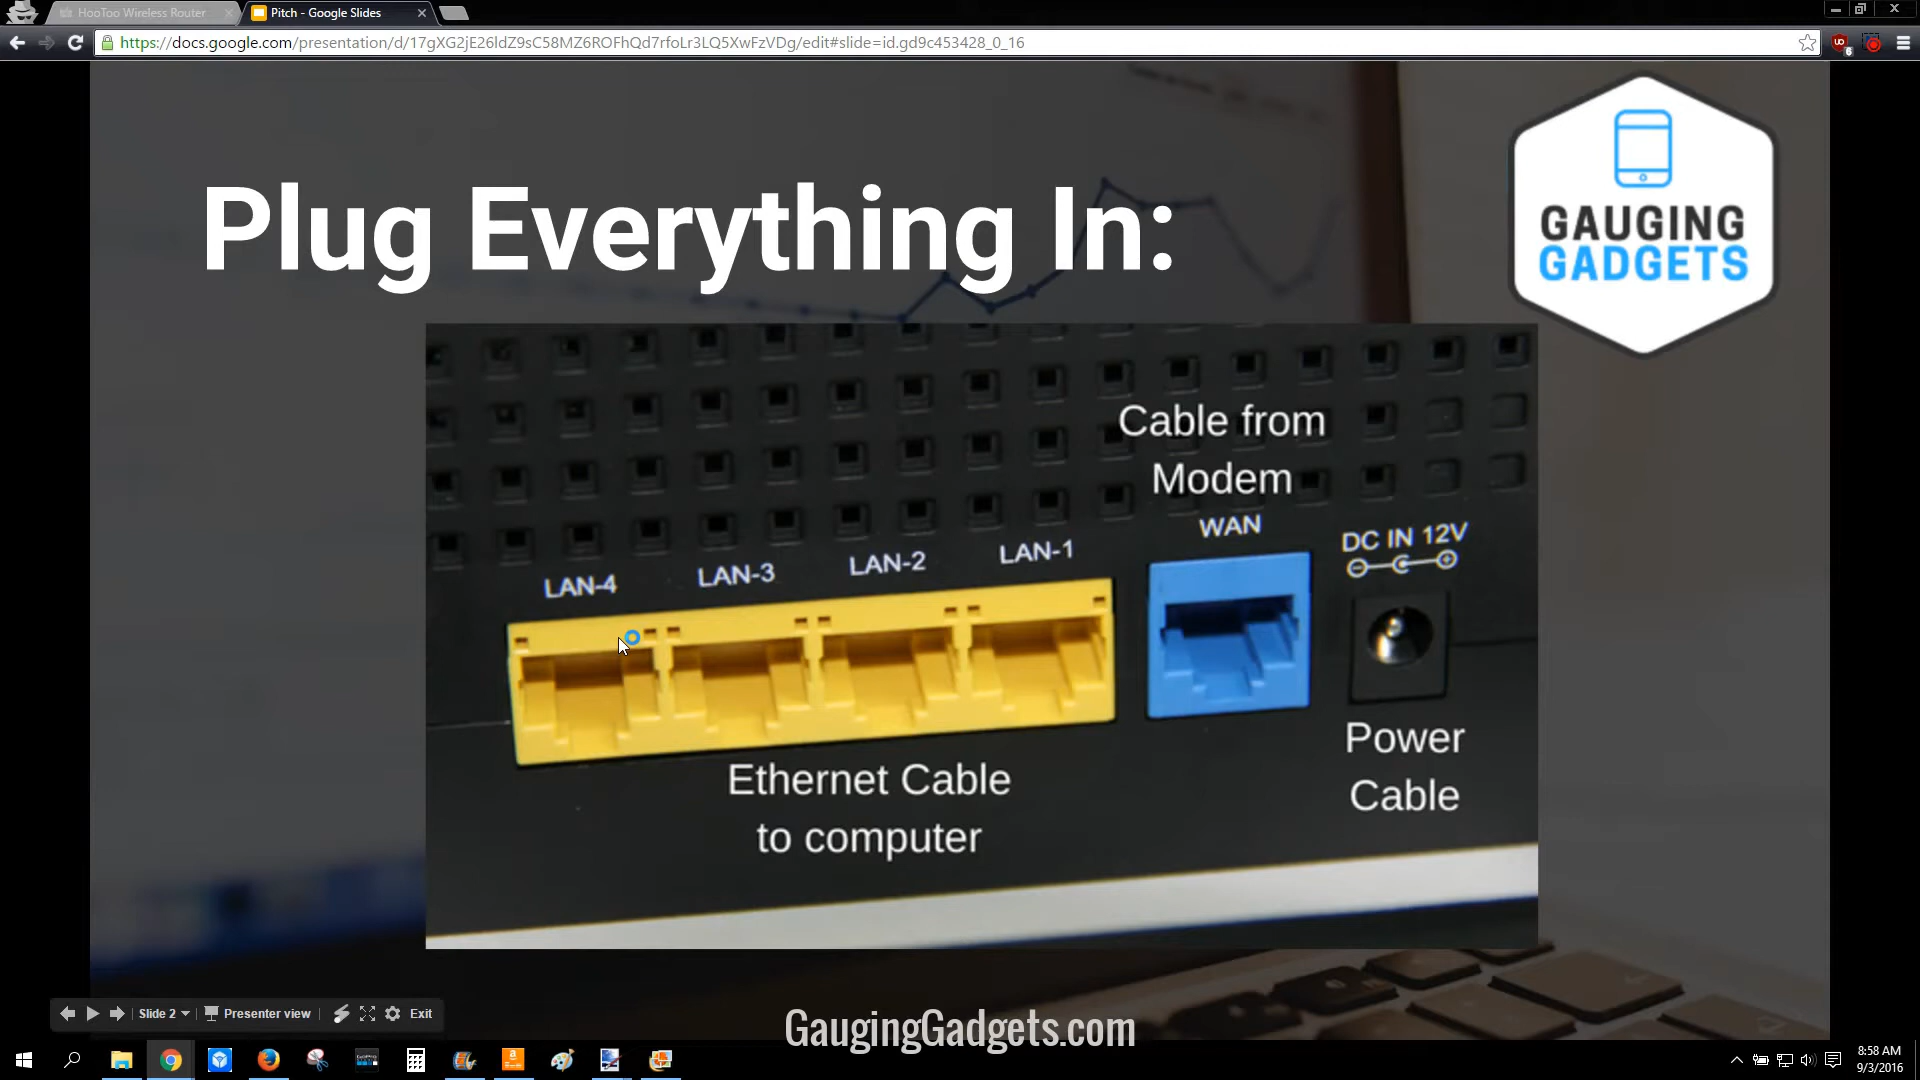 HooToo Wireless Router
Pitch - Google Slides
https://docs.google.com/presentation/d/17gXG2jE26ldZ9sC58MZ6ROFhQd7rfoLr3LQ5XwFzVDg/edit#slide=id.gd9c453428_0_16
Plug Everything In:
GAUGING
GADGETS
Cable from
Modem
WAN
DC IN 12V
LAN-4 LAN-3 LAN-2 LAN-1
Power
Cable
Ethernet Cable
to computer
Slide 2 Presenter view Exit
GaugingGadgets.com
8:58 AM
9/3/2016